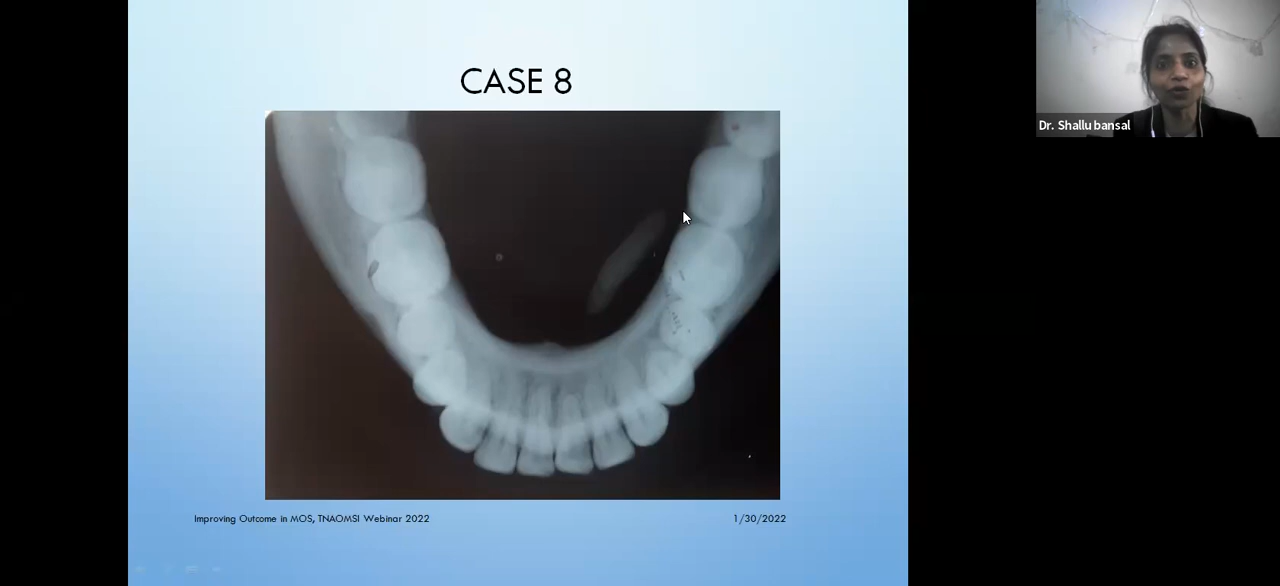 CASE 8
Dr. Shallu bansal
Improving Outcome in MOS, TNAOMSI Webinar 2022
1/30/2022